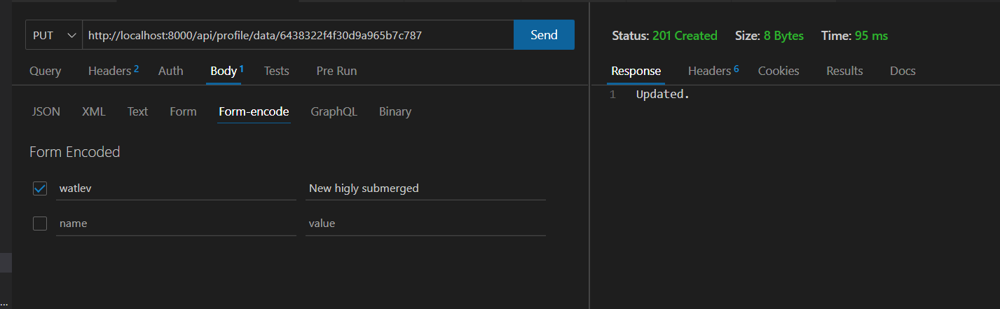 PUT http://localhost:8000/api/profile/data/6438322f4f30d9a965b7c787 Send
Query Headers 2 Auth Body 1 Tests Pre Run
JSON XML Text Form Form-encode GraphQL Binary
Form Encoded
watlev New higly submerged
name value
...
Status: 201 Created Size: 8 Bytes Time: 95 ms
Response Headers 6 Cookies Results Docs
1 Updated.